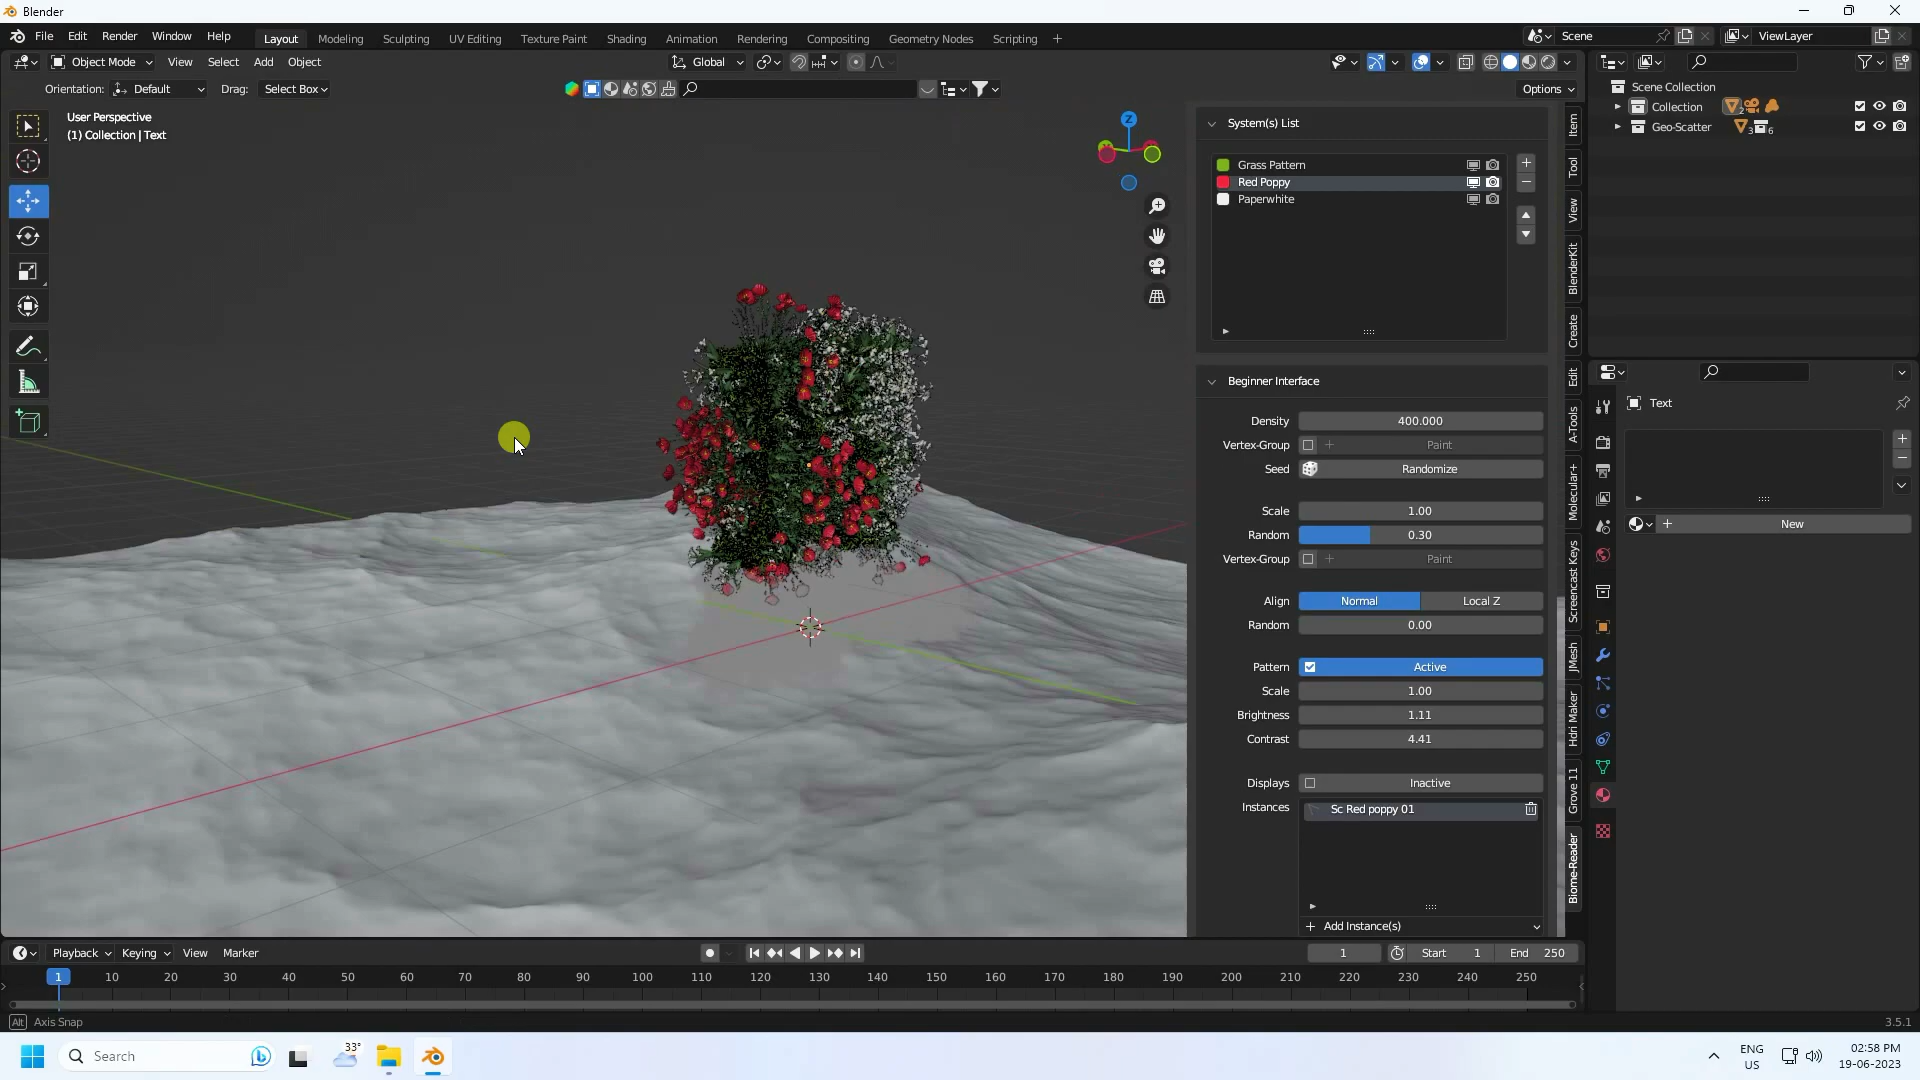 Blender
File Edit Render Window Help
Layout Modeling Sculpting UV Editing Texture Paint Shading Animation Rendering Compositing Geometry Nodes Scripting +
Scene
ViewLayer
Object Mode View Select Add Object
Global
Orientation: Default Drag: Select Box
Options
User Perspective
(1) Collection | Text
Z
System(s) List
Grass Pattern
Red Poppy
Paperwhite
Beginner Interface
Density 400.000
Vertex-Group Paint
Seed Randomize
Scale 1.00
Random 0.30
Vertex-Group Paint
Align Normal Local Z
Random 0.00
Pattern Active
Scale 1.00
Brightness 1.11
Contrast 4.41
Displays Inactive
Instances Sc Red poppy 01
Add Instance(s)
Item
Tool
View
BlenderKit
Create
Edit
A-Tools
Molecular+
Screencast Keys
JMesh
Hdri Maker
Grove 11
Biome-Reader
Scene Collection
Collection 2
Geo-Scatter 3 6
Text
New
Playback Keying View Marker
1 Start 1 End 250
1 10 20 30 40 50 60 70 80 90 100 110 120 130 140 150 160 170 180 190 200 210 220 230 240 250
Alt Axis Snap
3.5.1
Search
33°
ENG
US
02:58 PM
19-06-2023